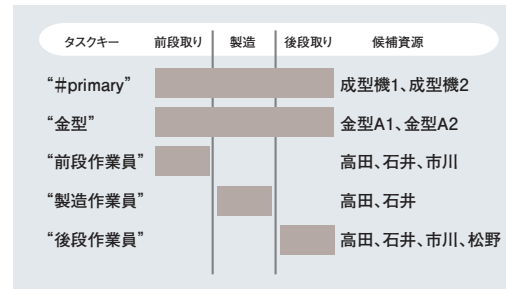 タスクキー 前段取り 製造 後段取り 候補資源
“#primary” 成型機1、成型機2
“金型” 金型A1、金型A2
“前段作業員” 高田、石井、市川
“製造作業員” 高田、石井
“後段作業員” 高田、石井、市川、松野